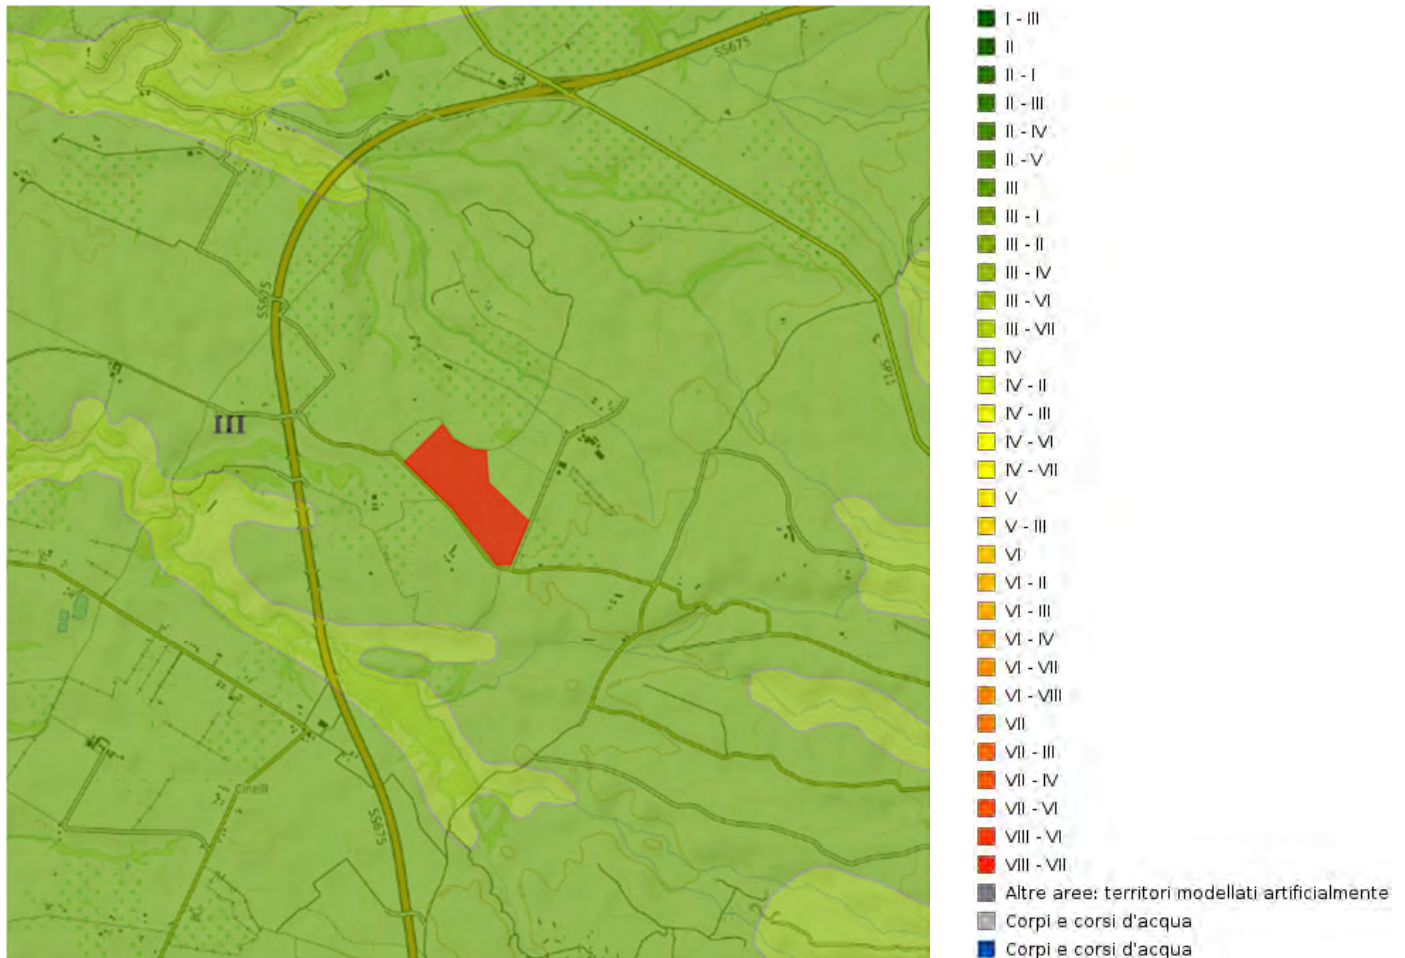 SS675
SS675
III
SP11
Cinelli
SS675
I - III
II
II - I
II - III
II - IV
II - V
III
III - I
III - II
III - IV
III - VI
III - VII
IV
IV - II
IV - III
IV - VI
IV - VII
V
V - III
VI
VI - II
VI - III
VI - IV
VI - VII
VI - VIII
VII
VII - III
VII - IV
VII - VI
VIII - VI
VIII - VII
Altre aree: territori modellati artificialmente
Corpi e corsi d'acqua
Corpi e corsi d'acqua